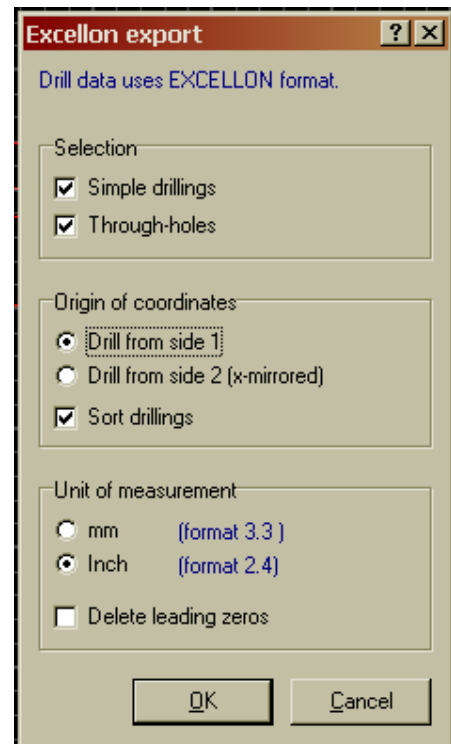 Excellon export ? ×
Drill data uses EXCELLON format.
Selection
Simple drillings
Through-holes
Origin of coordinates
Drill from side 1
Drill from side 2 (x-mirrored)
Sort drillings
Unit of measurement
mm (format 3.3 )
Inch (format 2.4)
Delete leading zeros
OK Cancel